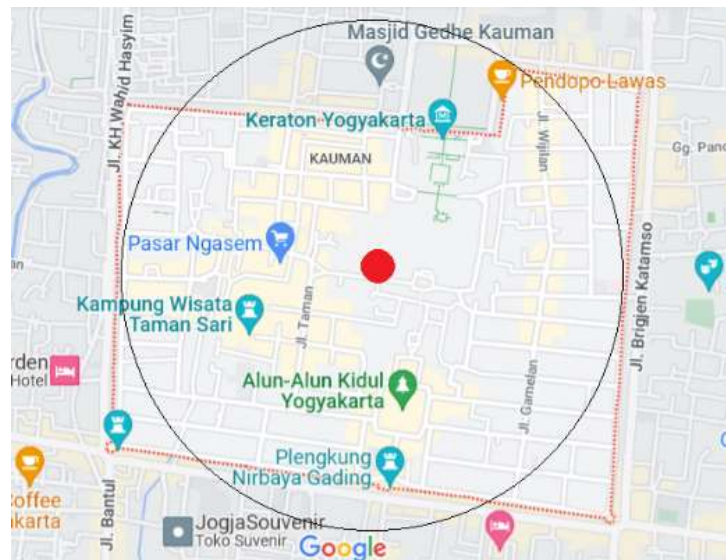 Masjid Gedhe Kauman
Jl. KH Wahid Hasyim
Pendopo Lawas
Keraton Yogyakarta
Jl. Wijilan
KAUMAN
Gg. Pand
Pasar Ngasem
Kampung Wisata
Taman Sari
Jl. Taman
Jl. Brigjen Katamso
rden
Hotel
Alun-Alun Kidul
Yogyakarta
Jl. Gamelan
Plengkung
Nirbaya Gading
Coffee
akarta
Jl. Bantul
JogjaSouvenir
Toko Suvenir
Google